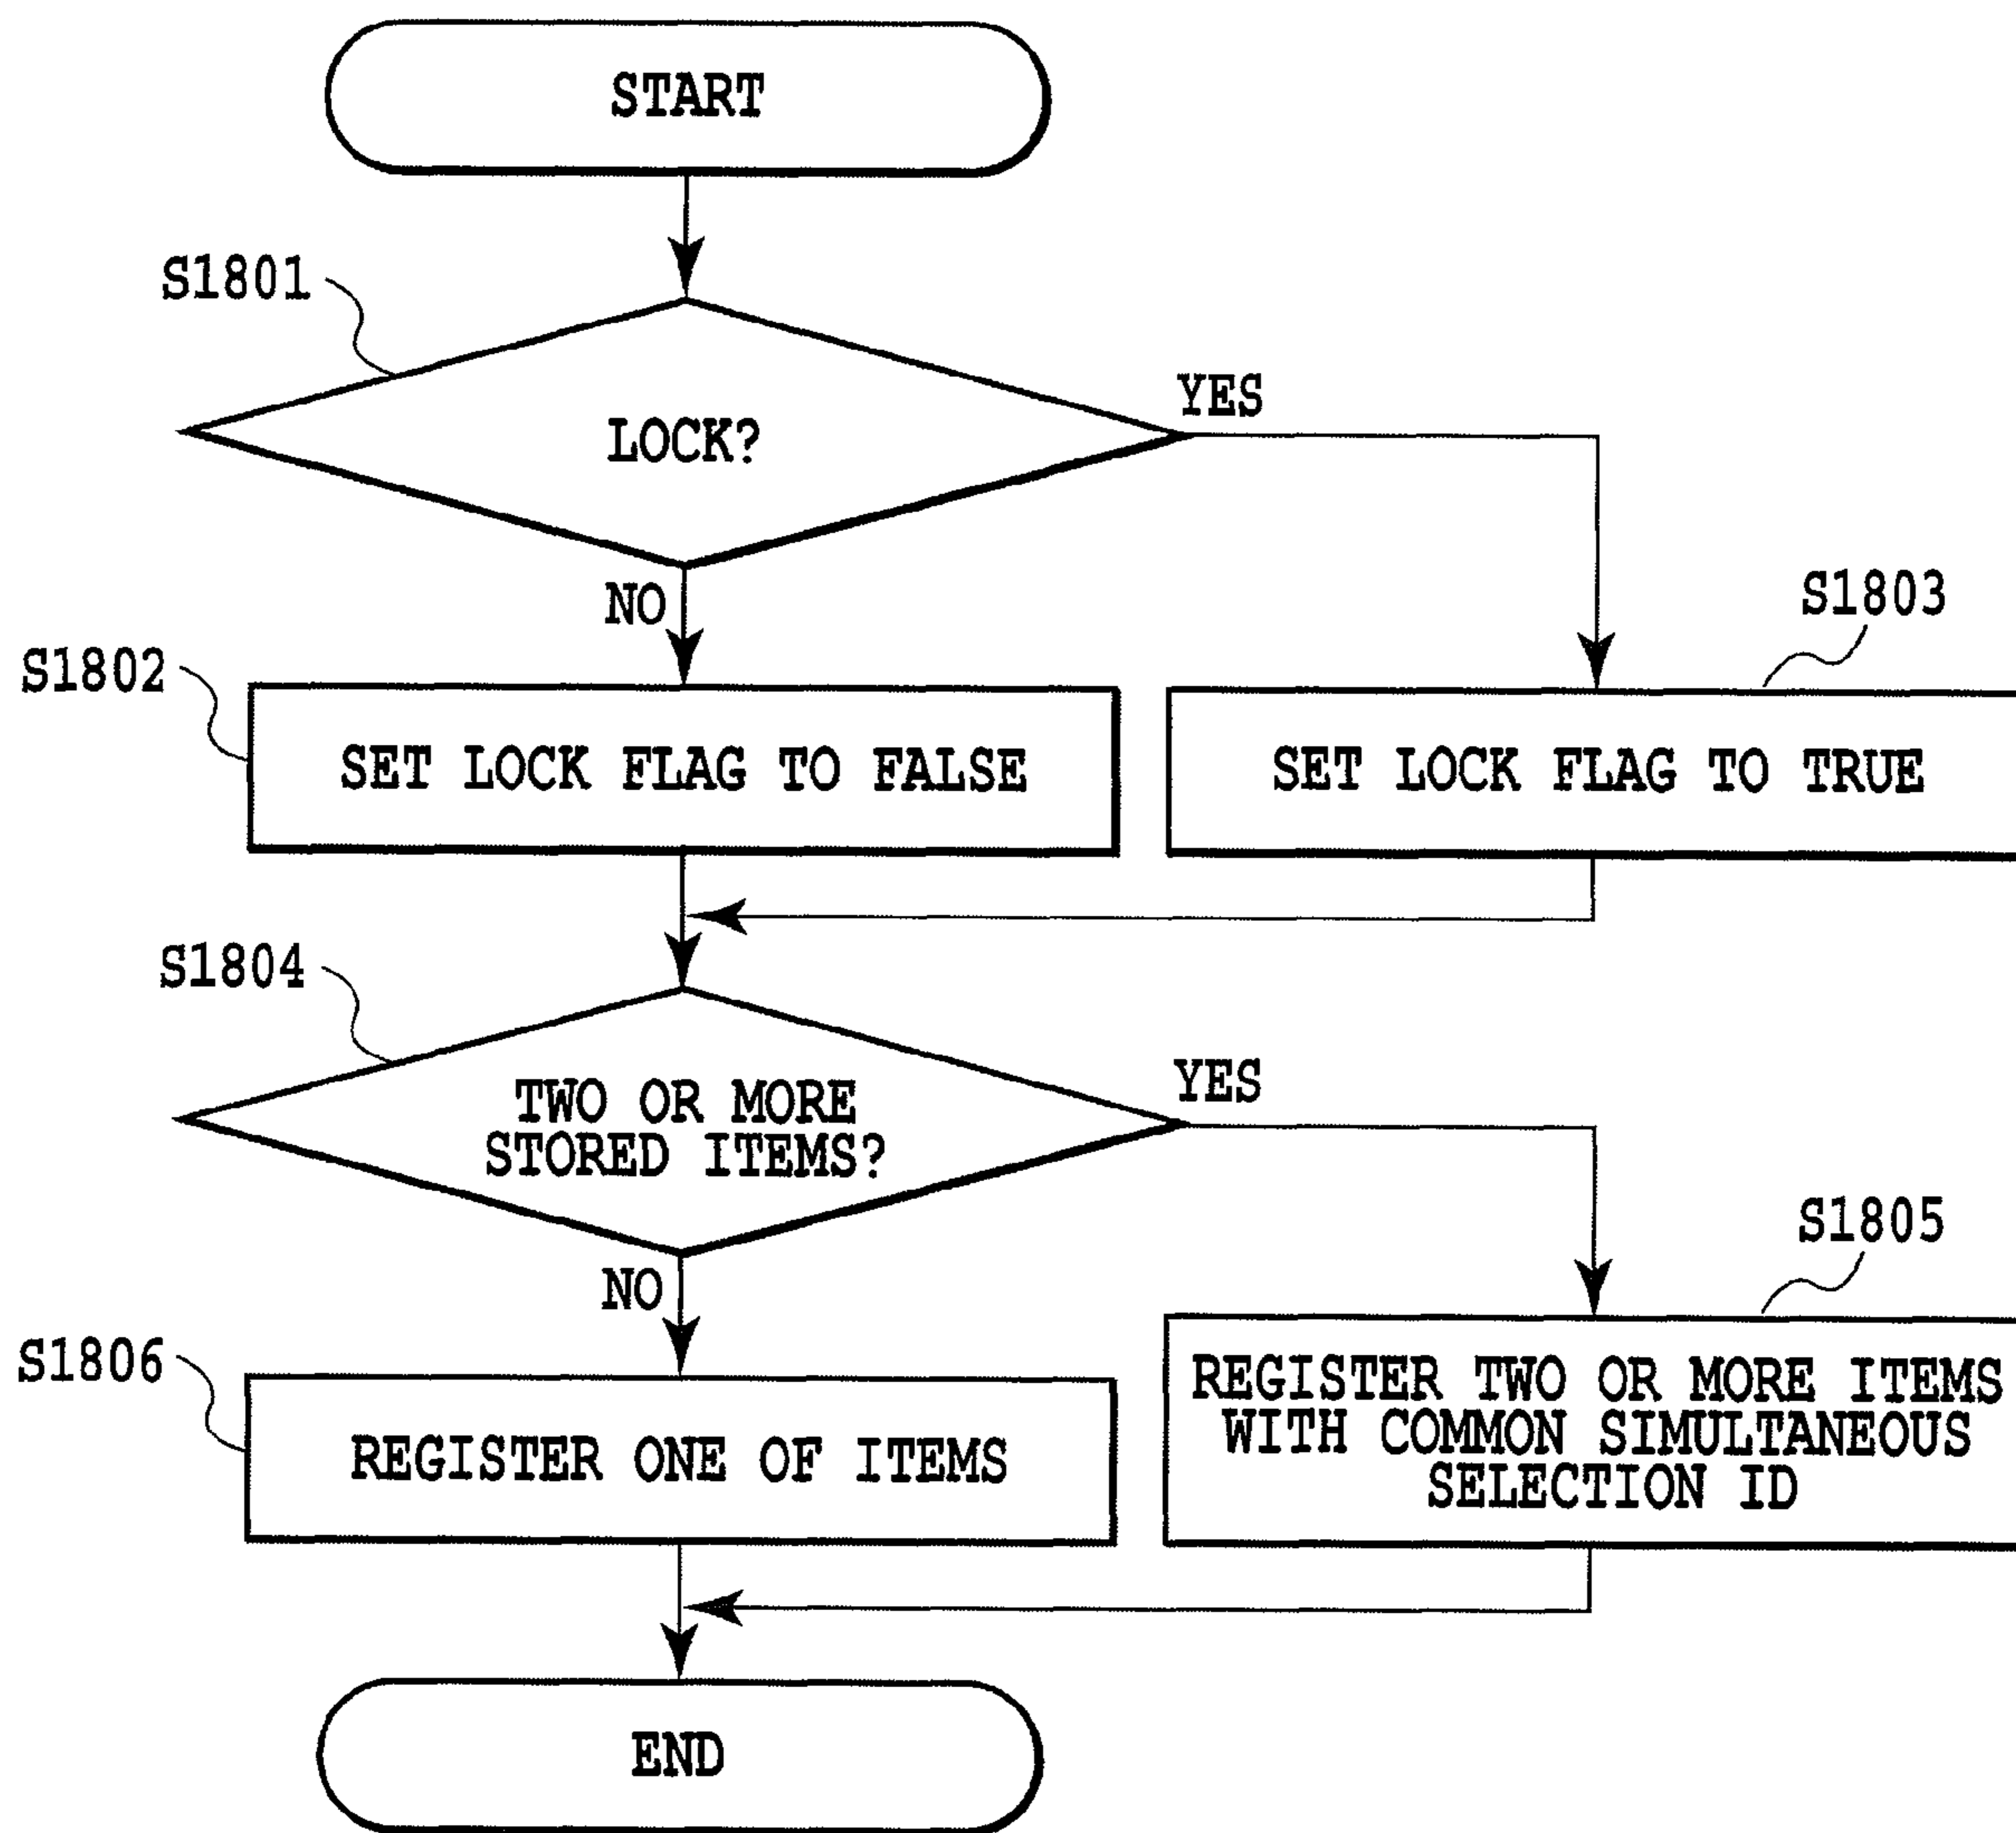 START
S1801
LOCK?
YES
NO
S1802
SET LOCK FLAG TO FALSE
S1803
SET LOCK FLAG TO TRUE
S1804
TWO OR MORE
STORED ITEMS?
YES
NO
S1805
REGISTER TWO OR MORE ITEMS
WITH COMMON SIMULTANEOUS
SELECTION ID
S1806
REGISTER ONE OF ITEMS
END